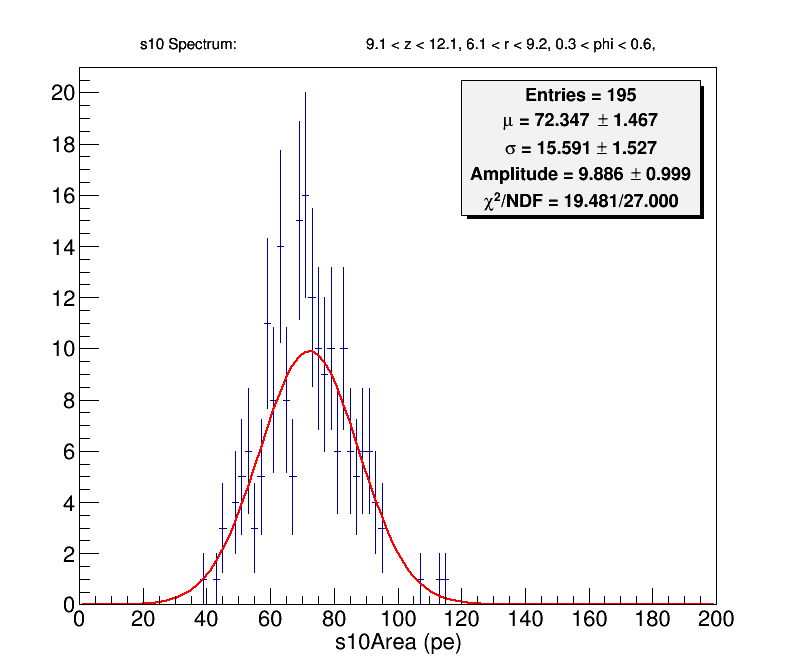 s10 Spectrum: 9.1 < z < 12.1, 6.1 < r < 9.2, 0.3 < phi < 0.6,
Entries = 195
μ = 72.347 ± 1.467
σ = 15.591 ± 1.527
Amplitude = 9.886 ± 0.999
χ²/NDF = 19.481/27.000
20
18
16
14
12
10
8
6
4
2
0
0 20 40 60 80 100 120 140 160 180 200
s10Area (pe)